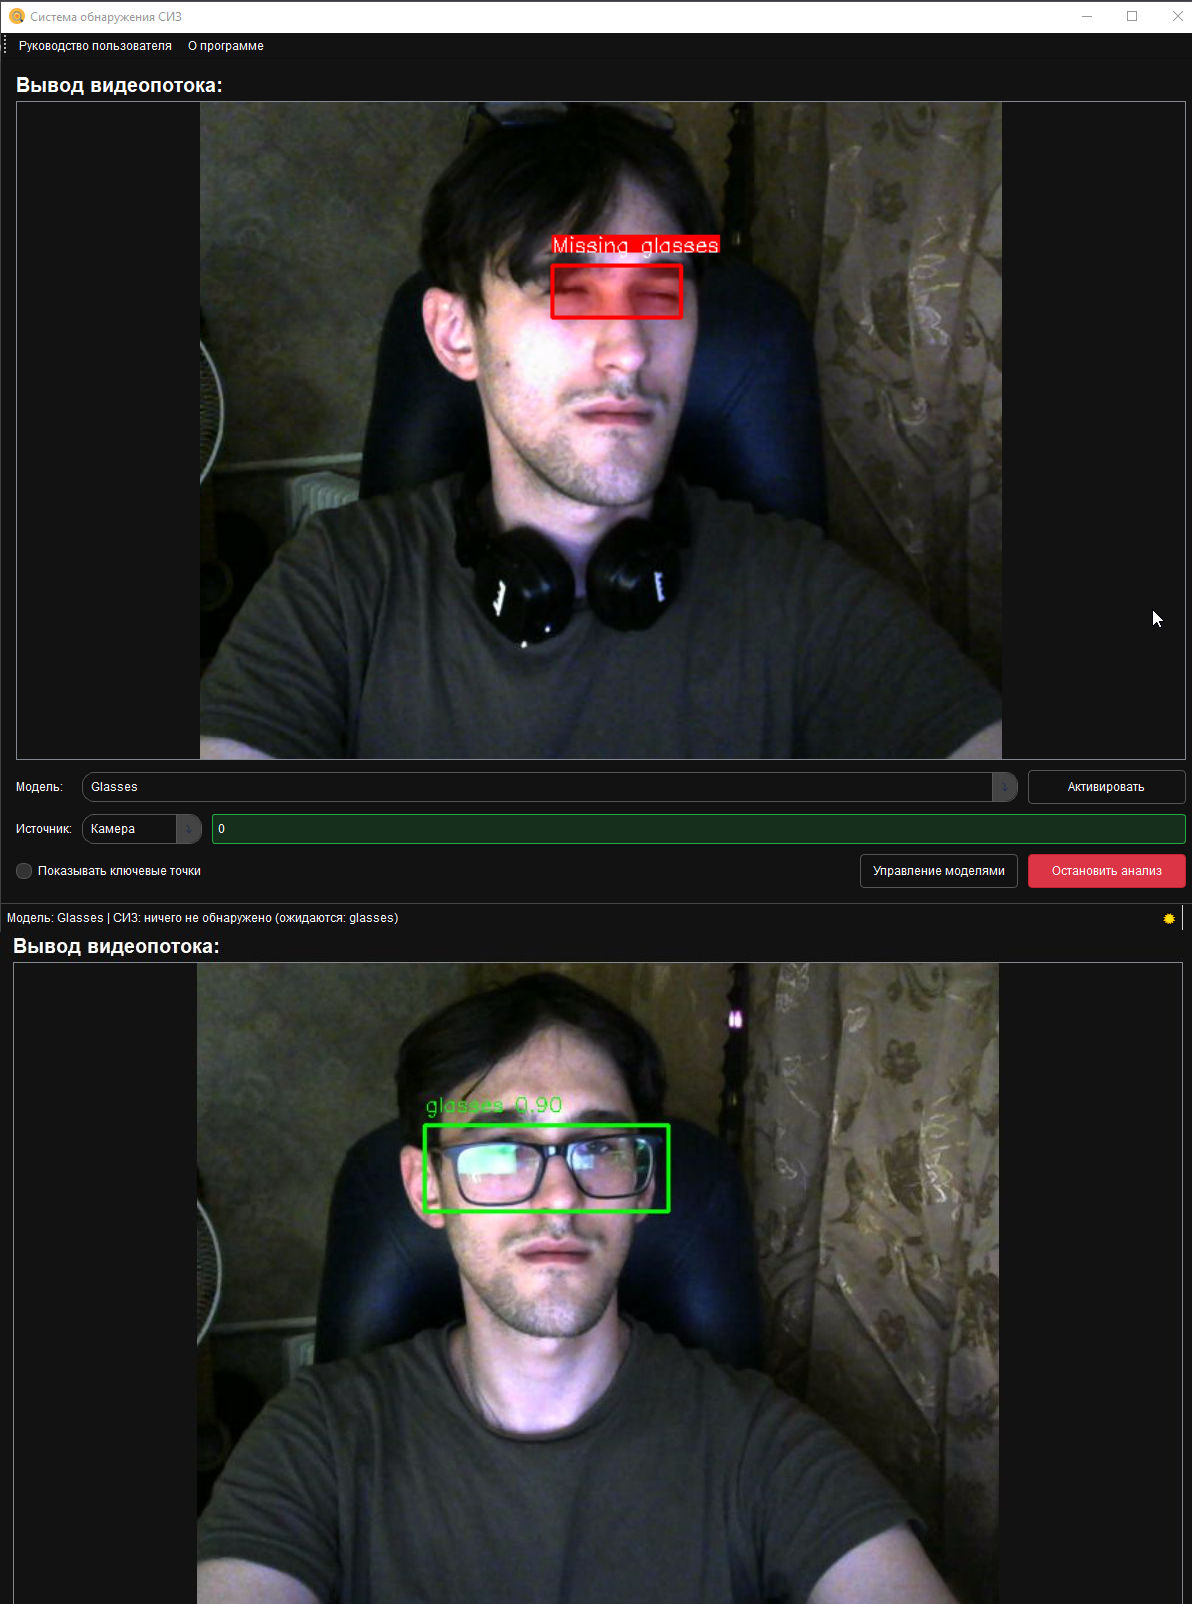 Система обнаружения СИЗ
Руководство пользователя О программе
Вывод видеопотока:
Missing glasses
Модель: Glasses Активировать
Источник: Камера 0
Показывать ключевые точки Управление моделями Остановить анализ
Модель: Glasses | СИЗ: ничего не обнаружено (ожидаются: glasses)
Вывод видеопотока:
glasses 0.90